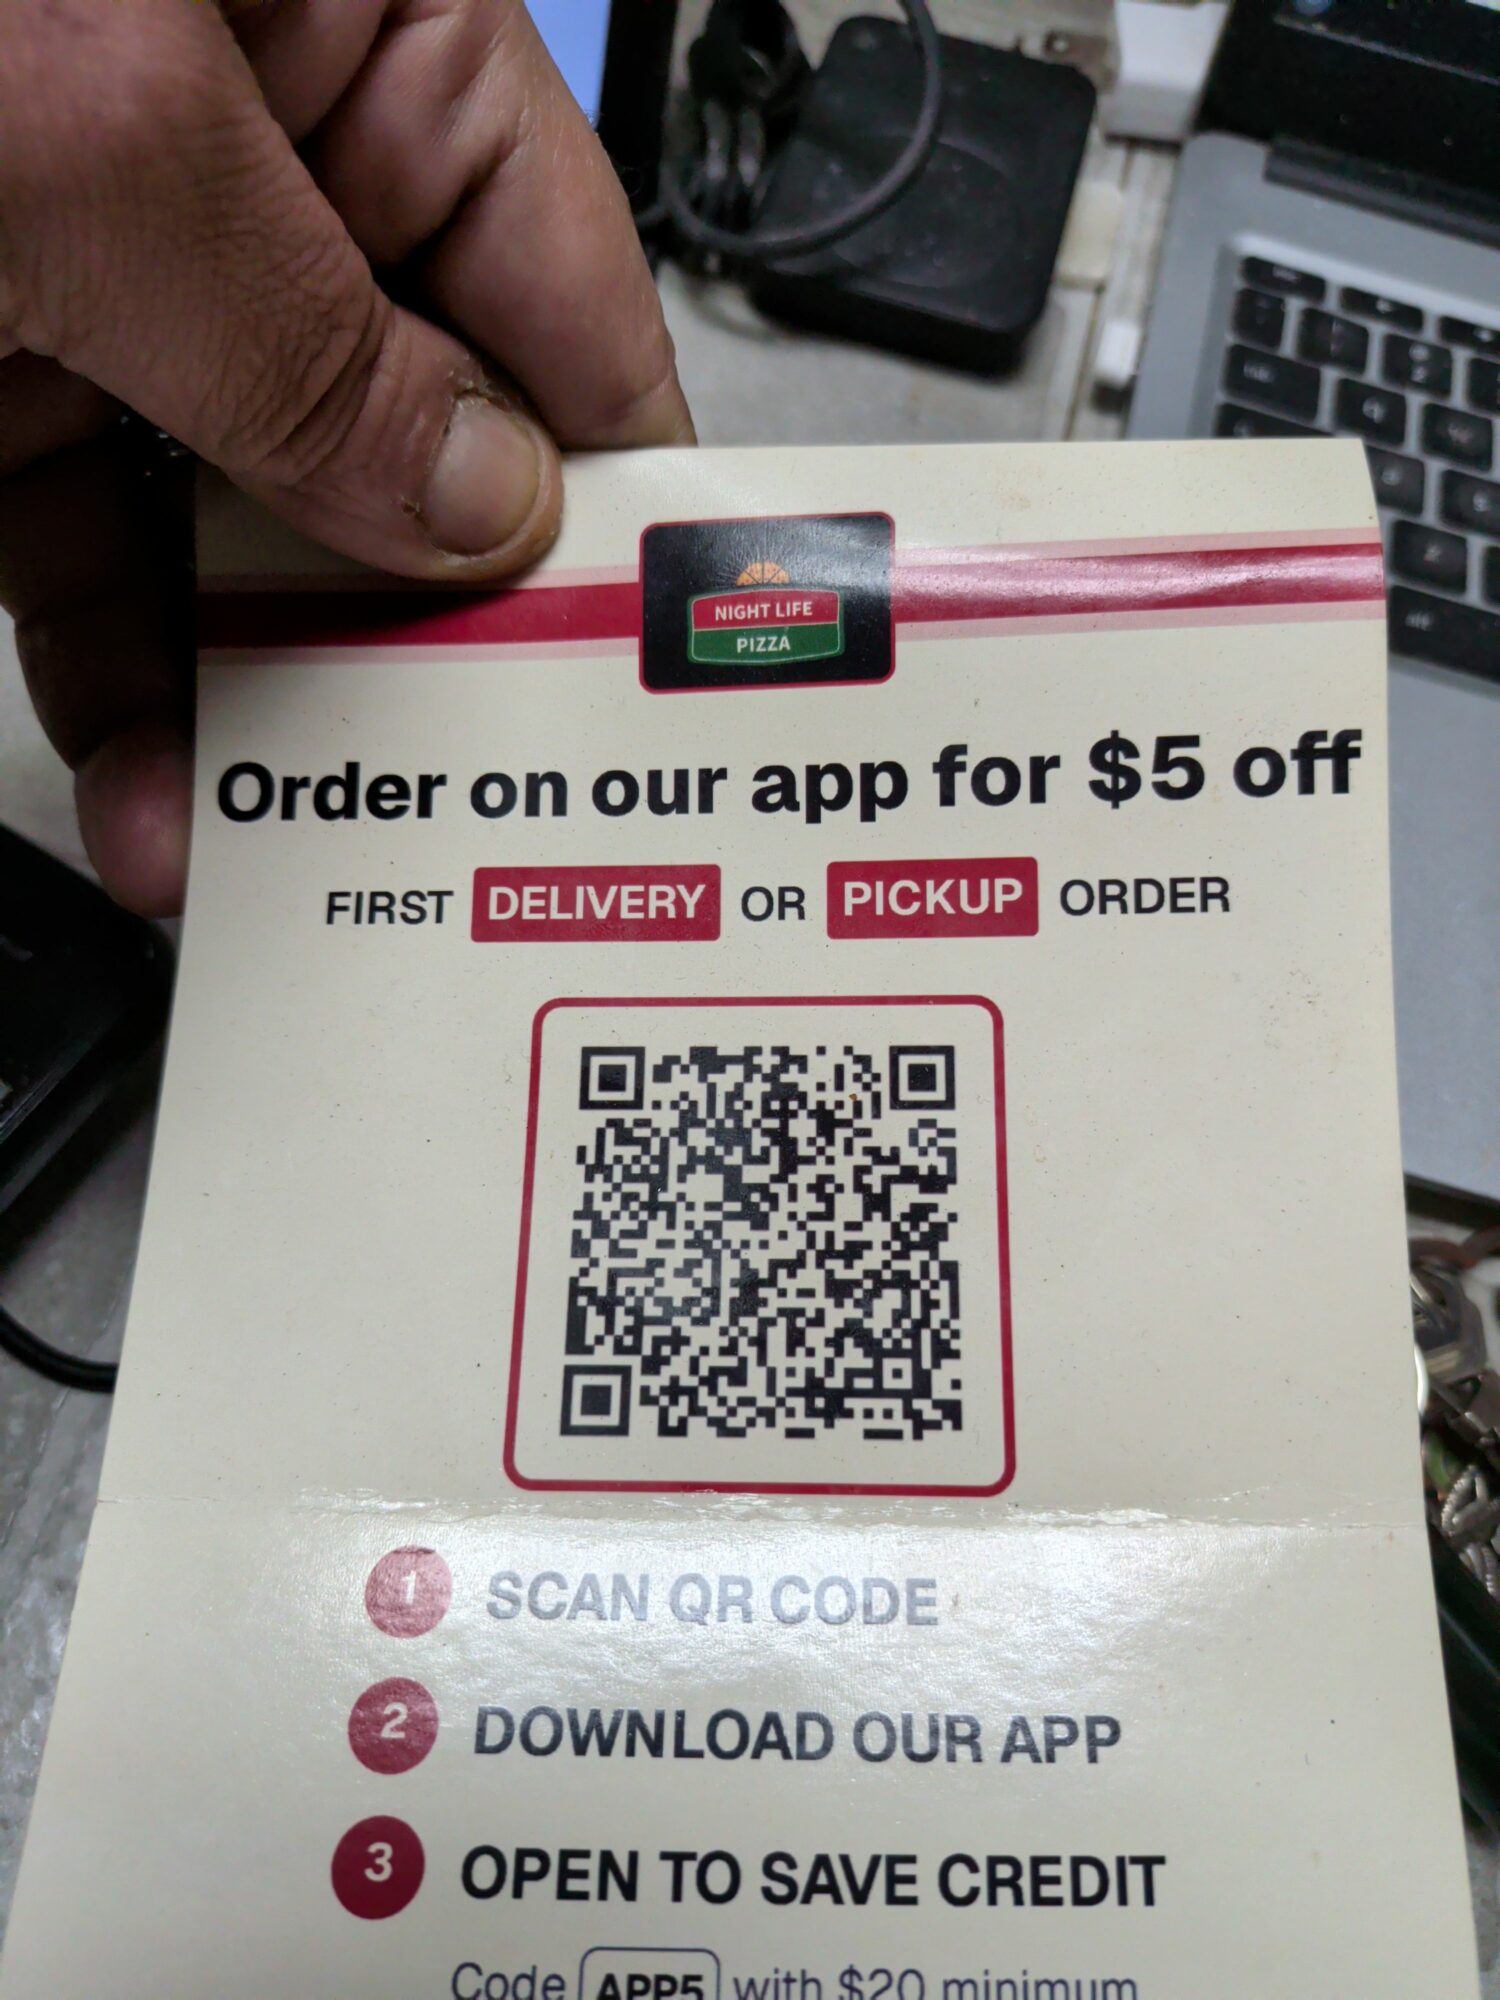 NIGHT LIFE
PIZZA
Order on our app for $5 off
FIRST DELIVERY OR PICKUP ORDER
1 SCAN QR CODE
2 DOWNLOAD OUR APP
3 OPEN TO SAVE CREDIT
Code APP5 with $20 minimum